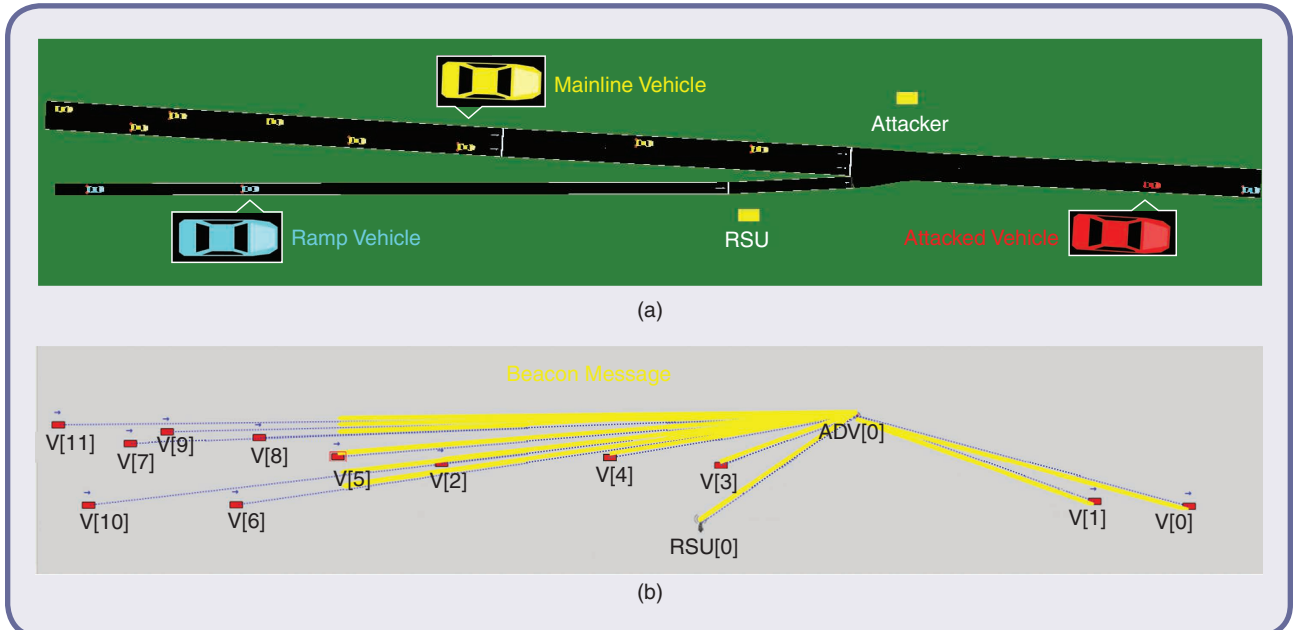 Mainline Vehicle
Attacker
Ramp Vehicle
RSU
Attacked Vehicle
(a)
Beacon Message
ADV[0]
V[11]
V[7]
V[9]
V[8]
V[5]
V[2]
V[4]
V[3]
V[10]
V[6]
V[1]
V[0]
RSU[0]
(b)